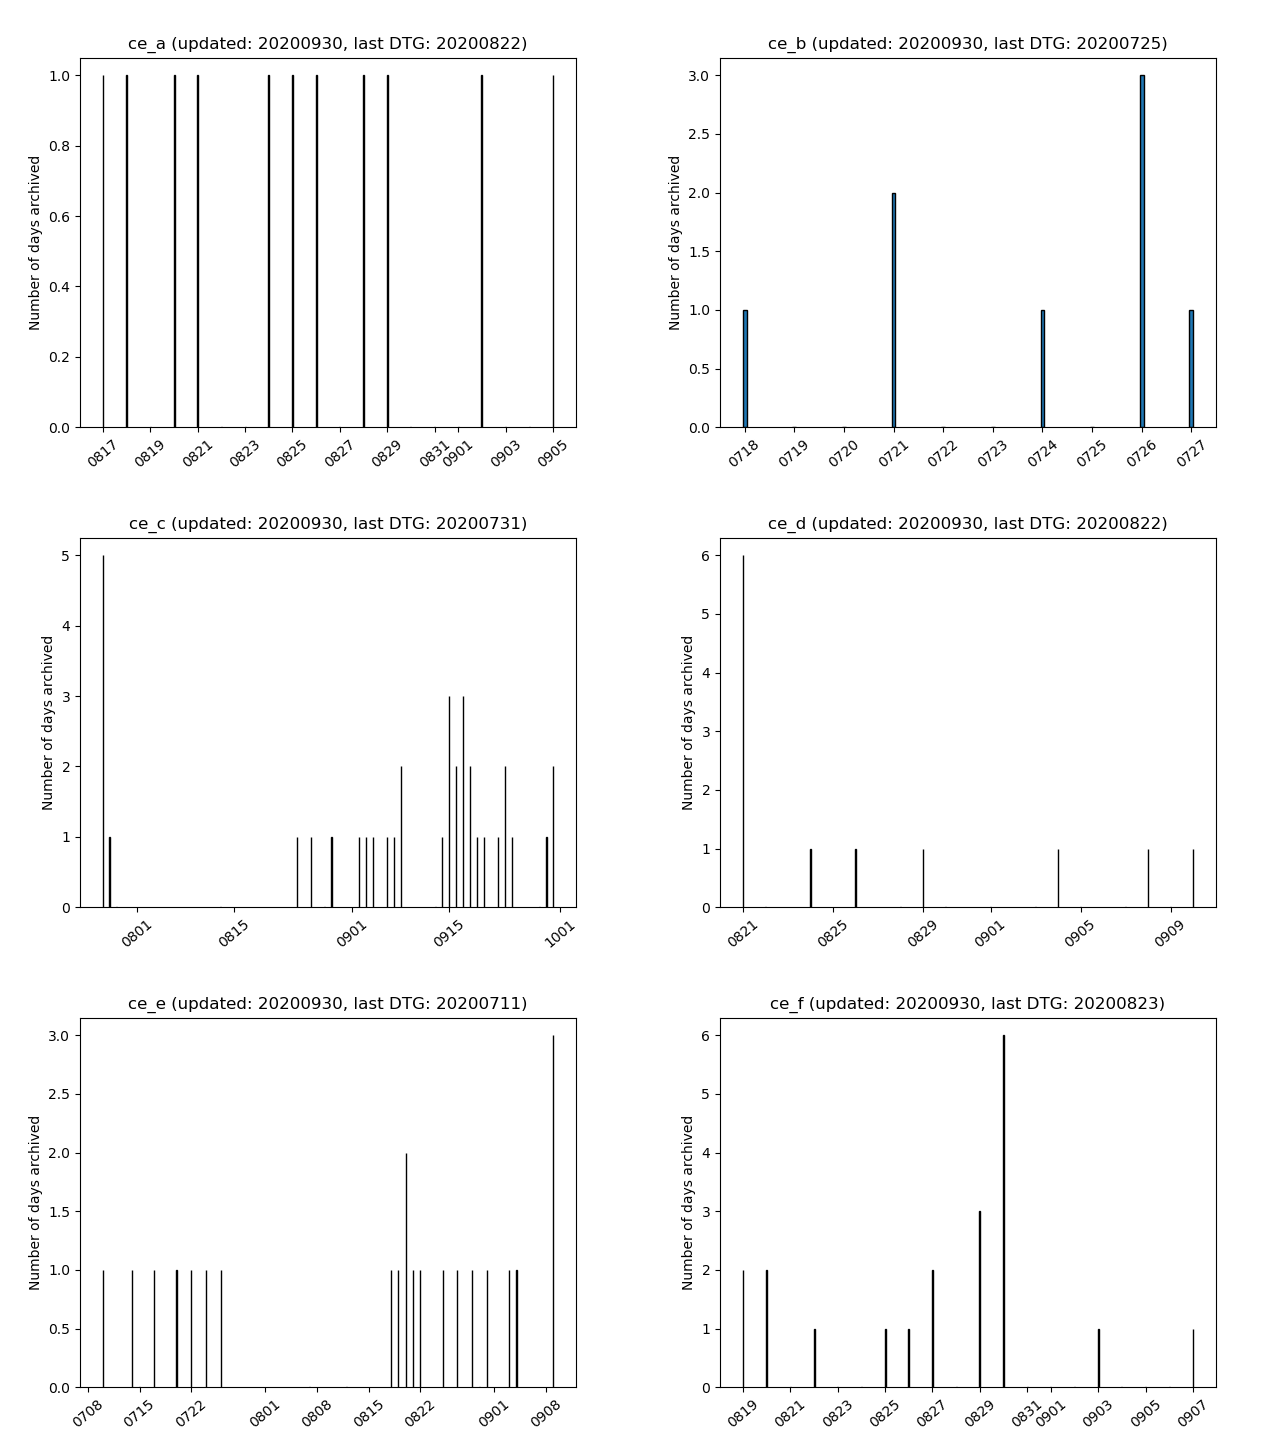 ce_a (updated: 20200930, last DTG: 20200822)
Number of days archived
1.0
0.8
0.6
0.4
0.2
0.0
0817 0819 0821 0823 0825 0827 0829 0831 0901 0903 0905
ce_b (updated: 20200930, last DTG: 20200725)
Number of days archived
3.0
2.5
2.0
1.5
1.0
0.5
0.0
0718 0719 0720 0721 0722 0723 0724 0725 0726 0727
ce_c (updated: 20200930, last DTG: 20200731)
Number of days archived
5
4
3
2
1
0
0801 0815 0901 0915 1001
ce_d (updated: 20200930, last DTG: 20200822)
Number of days archived
6
5
4
3
2
1
0
0821 0825 0829 0901 0905 0909
ce_e (updated: 20200930, last DTG: 20200711)
Number of days archived
3.0
2.5
2.0
1.5
1.0
0.5
0.0
0708 0715 0722 0801 0808 0815 0822 0901 0908
ce_f (updated: 20200930, last DTG: 20200823)
Number of days archived
6
5
4
3
2
1
0
0819 0821 0823 0825 0827 0829 0831 0901 0903 0905 0907